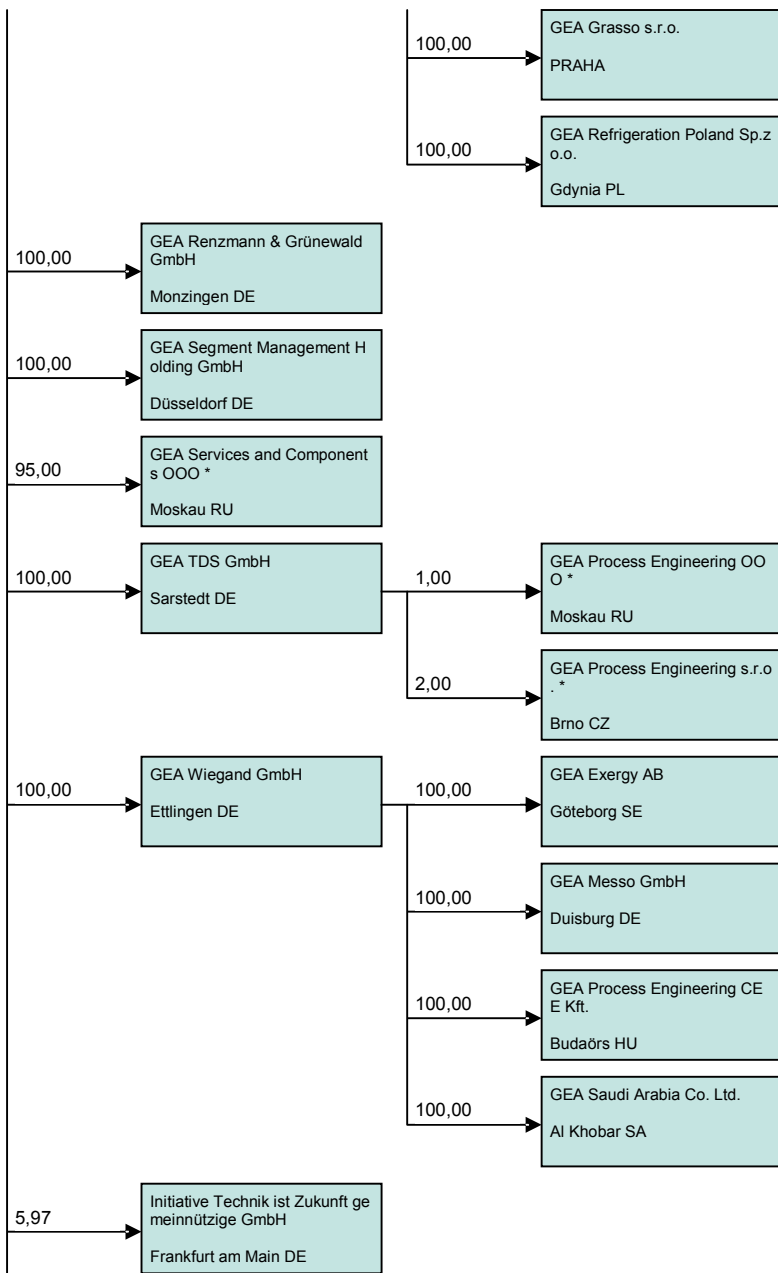 100,00
GEA Grasso s.r.o.
PRAHA
100,00
GEA Refrigeration Poland Sp.z
o.o.
Gdynia PL
100,00
GEA Renzmann & Grünewald
GmbH
Monzingen DE
100,00
GEA Segment Management H
olding GmbH
Düsseldorf DE
95,00
GEA Services and Component
s OOO *
Moskau RU
100,00
GEA TDS GmbH
Sarstedt DE
1,00
GEA Process Engineering OO
O *
Moskau RU
2,00
GEA Process Engineering s.r.o
. *
Brno CZ
100,00
GEA Wiegand GmbH
Ettlingen DE
100,00
GEA Exergy AB
Göteborg SE
100,00
GEA Messo GmbH
Duisburg DE
100,00
GEA Process Engineering CE
E Kft.
Budaörs HU
100,00
GEA Saudi Arabia Co. Ltd.
Al Khobar SA
5,97
Initiative Technik ist Zukunft ge
meinnützige GmbH
Frankfurt am Main DE